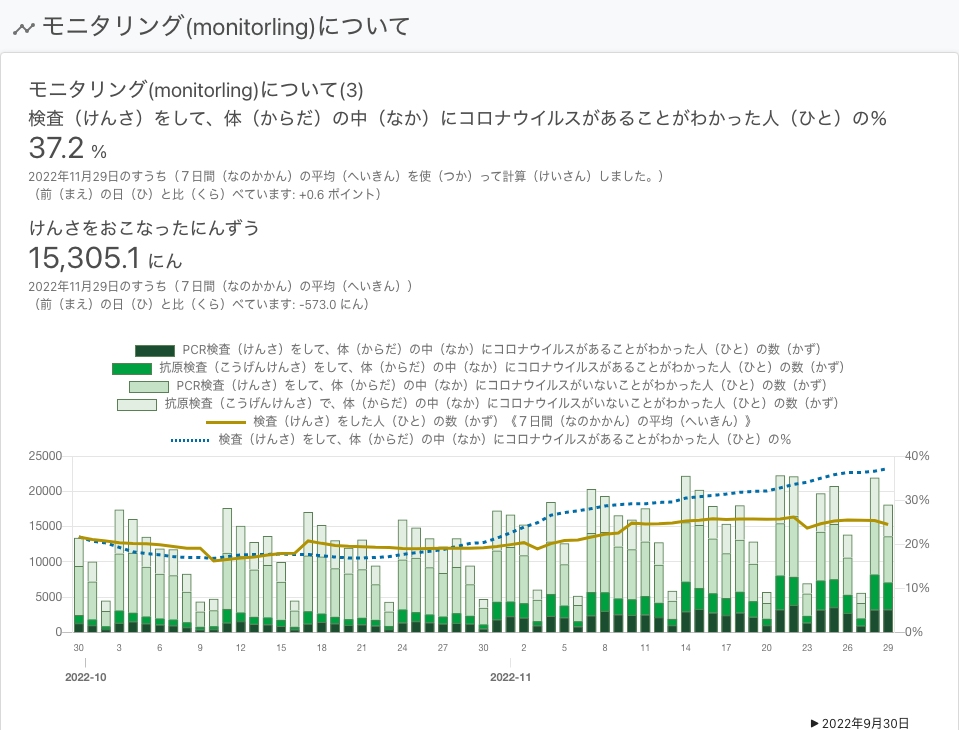 モニタリング(monitorling)について
モニタリング(monitorling)について(3)
検査（けんさ）をして、体（からだ）の中（なか）にコロナウイルスがあることがわかった人（ひと）の%
37.2 %
2022年11月29日のすうち（７日間（なのかかん）の平均（へいきん）を使（つか）って計算（けいさん）しました。）
（前（まえ）の日（ひ）と比（くら）べています: +0.6 ポイント）
けんさをおこなったにんずう
15,305.1 にん
2022年11月29日のすうち（７日間（なのかかん）の平均（へいきん））
（前（まえ）の日（ひ）と比（くら）べています: -573.0 にん）
PCR検査（けんさ）をして、体（からだ）の中（なか）にコロナウイルスがあることがわかった人（ひと）の数（かず）
抗原検査（こうげんけんさ）をして、体（からだ）の中（なか）にコロナウイルスがあることがわかった人（ひと）の数（かず）
PCR検査（けんさ）をして、体（からだ）の中（なか）にコロナウイルスがいないことがわかった人（ひと）の数（かず）
抗原検査（こうげんけんさ）で、体（からだ）の中（なか）にコロナウイルスがいないことがわかった人（ひと）の数（かず）
検査（けんさ）をした人（ひと）の数（かず）《７日間（なのかかん）の平均（へいきん）》
検査（けんさ）をして、体（からだ）の中（なか）にコロナウイルスがあることがわかった人（ひと）の%
25000 40%
20000 30%
15000 20%
10000
5000 10%
0 0%
30 3 6 9 12 15 18 21 24 27 30 2 5 8 11 14 17 20 23 26 29
2022-10 2022-11
▶ 2022年9月30日